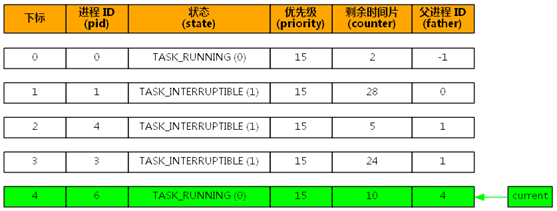 下标 进程 ID 状态 优先级 剩余时间片 父进程 ID
(pid) (state) (priority) (counter) (father)
0 0 TASK_RUNNING (0) 15 2 -1
1 1 TASK_INTERRUPTIBLE (1) 15 28 0
2 4 TASK_INTERRUPTIBLE (1) 15 5 1
3 3 TASK_INTERRUPTIBLE (1) 15 24 1
4 6 TASK_RUNNING (0) 15 10 4 current